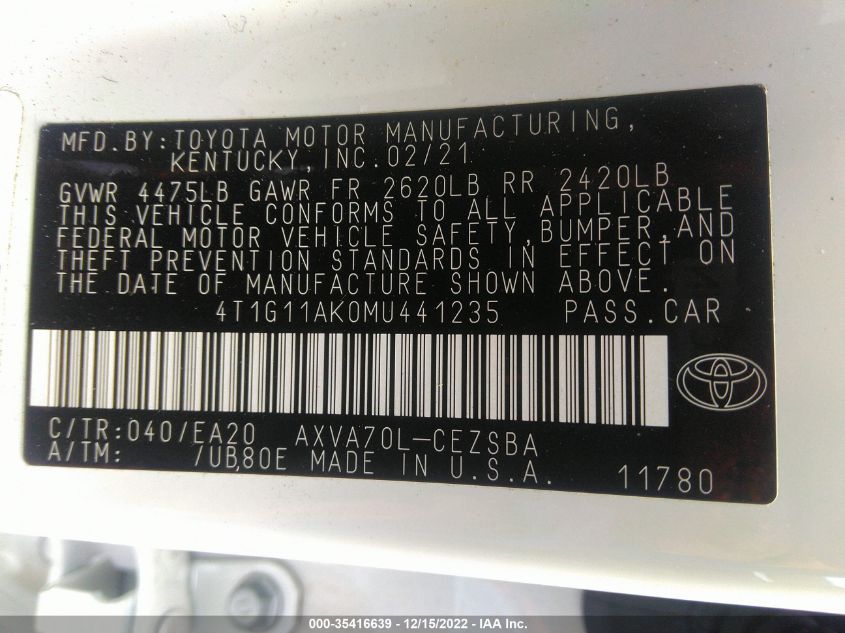 MFD. BY: TOYOTA MOTOR MANUFACTURING,
KENTUCKY, INC. 02/21
GVWR 4475LB GAWR FR 2620LB RR 2420LB
THIS VEHICLE CONFORMS TO ALL APPLICABLE
FEDERAL MOTOR VEHICLE SAFETY, BUMPER, AND
THEFT PREVENTION STANDARDS IN EFFECT ON
THE DATE OF MANUFACTURE SHOWN ABOVE.
4T1G11AK0MU441235 PASS. CAR
C/TR: 040/EA20 AXVA70L-CEZSBA
A/TM: /UB80E MADE IN U.S.A. 11780
000-35416639 - 12/15/2022 - IAA Inc.